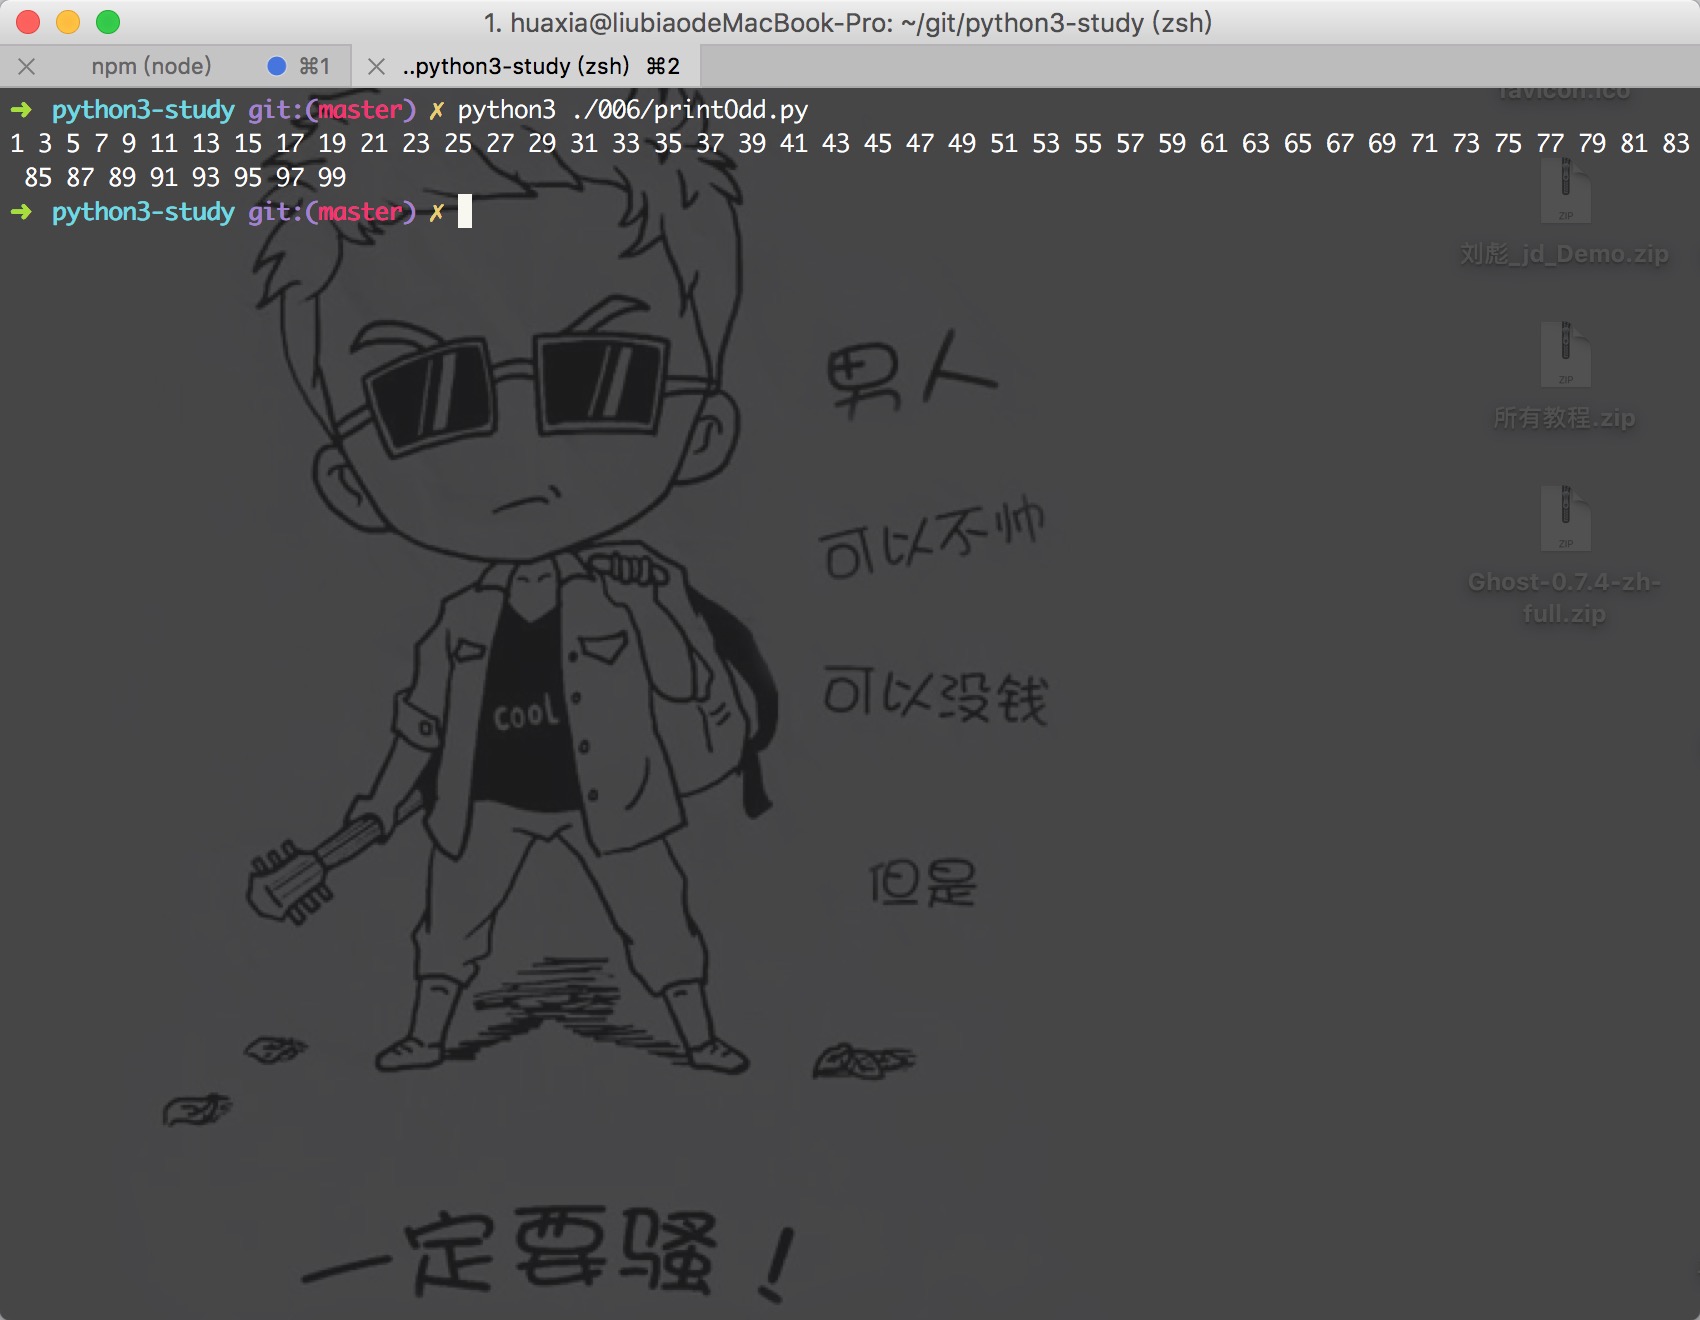 1. huaxia@liubiaodeMacBook-Pro: ~/git/python3-study (zsh)
npm (node) ⌘1 ..python3-study (zsh) ⌘2
➜ python3-study git:(master) ✗ python3 ./006/printOdd.py
1 3 5 7 9 11 13 15 17 19 21 23 25 27 29 31 33 35 37 39 41 43 45 47 49 51 53 55 57 59 61 63 65 67 69 71 73 75 77 79 81 83
85 87 89 91 93 95 97 99
➜ python3-study git:(master) ✗
favicon.ico
ZIP
刘彪_jd_Demo.zip
ZIP
所有教程.zip
ZIP
Ghost-0.7.4-zh-
full.zip
男人
可以不帅
可以没钱
COOL
但是
一定要骚！